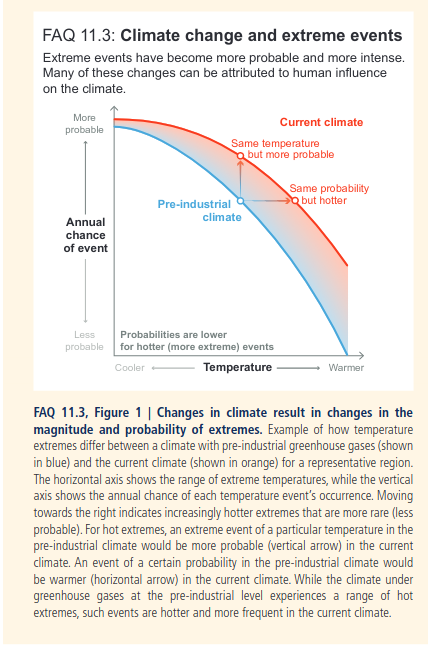 FAQ 11.3: Climate change and extreme events
Extreme events have become more probable and more intense.
Many of these changes can be attributed to human influence
on the climate.
More
probable
Current climate
Same temperature
but more probable
Same probability
but hotter
Pre-industrial
climate
Annual
chance
of event
Less
probable
Probabilities are lower
for hotter (more extreme) events
Cooler
Temperature
Warmer
FAQ 11.3, Figure 1 | Changes in climate result in changes in the
magnitude and probability of extremes. Example of how temperature
extremes differ between a climate with pre-industrial greenhouse gases (shown
in blue) and the current climate (shown in orange) for a representative region.
The horizontal axis shows the range of extreme temperatures, while the vertical
axis shows the annual chance of each temperature event's occurrence. Moving
towards the right indicates increasingly hotter extremes that are more rare (less
probable). For hot extremes, an extreme event of a particular temperature in the
pre-industrial climate would be more probable (vertical arrow) in the current
climate. An event of a certain probability in the pre-industrial climate would
be warmer (horizontal arrow) in the current climate. While the climate under
greenhouse gases at the pre-industrial level experiences a range of hot
extremes, such events are hotter and more frequent in the current climate.